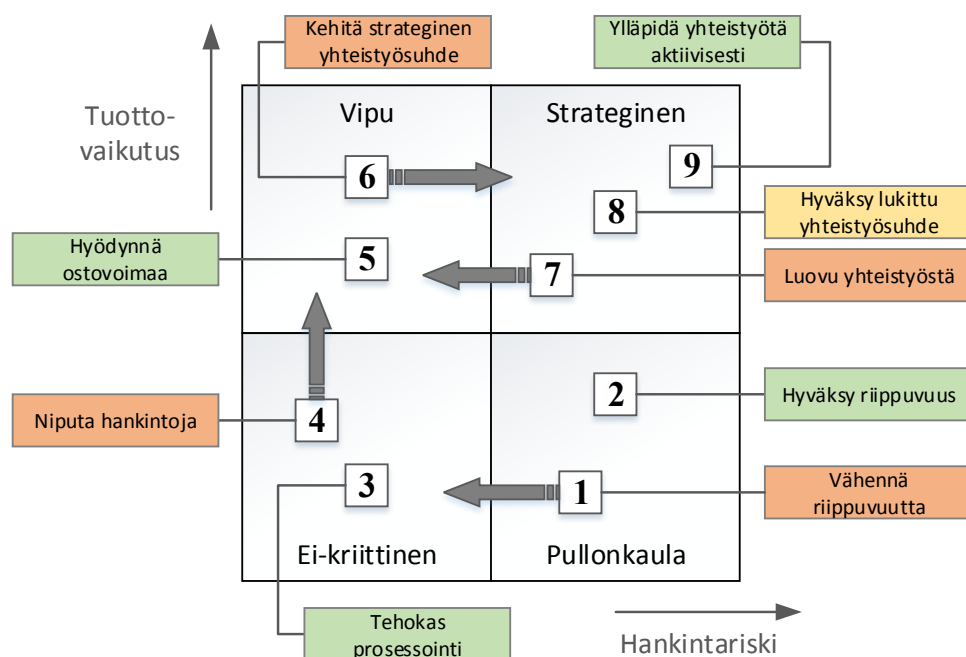 Kehitä strateginen
yhteistyösuhde
Ylläpidä yhteistyötä
aktiivisesti
Tuotto-
vaikutus
Vipu
Strateginen
9
6
8
Hyväksy lukittu
yhteistyösuhde
Hyödynnä
ostovoimaa
5
7
Luovu yhteistyöstä
2
Hyväksy riippuvuus
Niputa hankintoja
4
3
1
Vähennä
riippuvuutta
Ei-kriittinen
Pullonkaula
Tehokas
prosessointi
Hankintariski